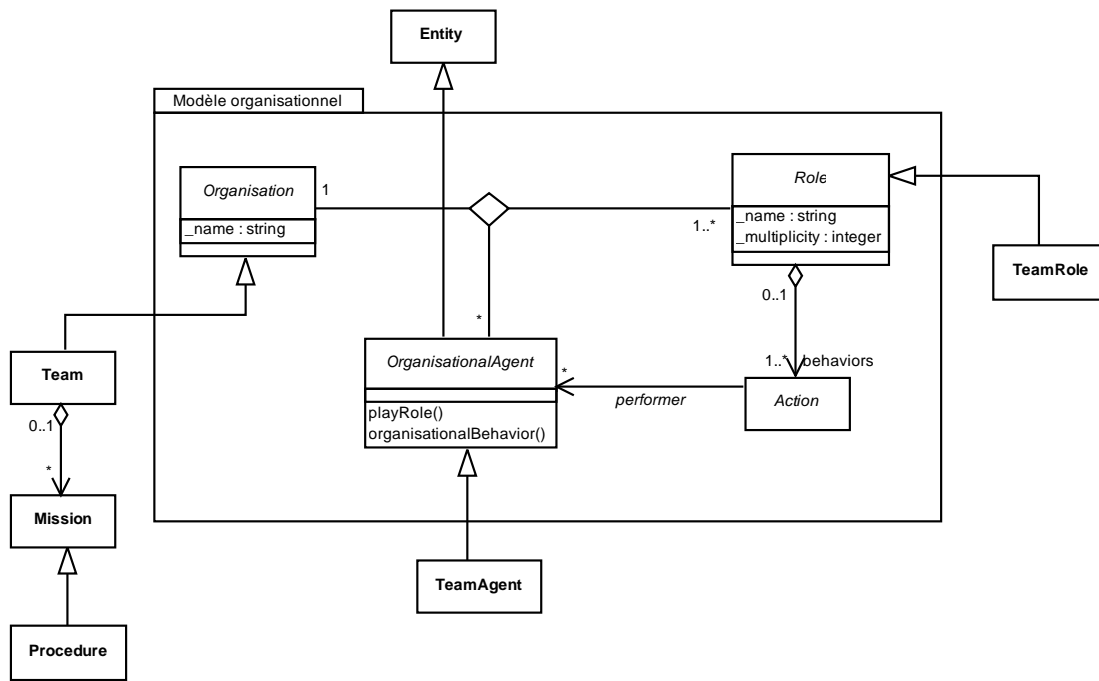 Entity
Modèle organisationnel
Organisation
_name : string
1
Role
_name : string
_multiplicity : integer
1..*
TeamRole
0..1
*
Team
OrganisationalAgent
playRole()
organisationalBehavior()
*
performer
1..* behaviors
Action
0..1
*
Mission
TeamAgent
Procedure